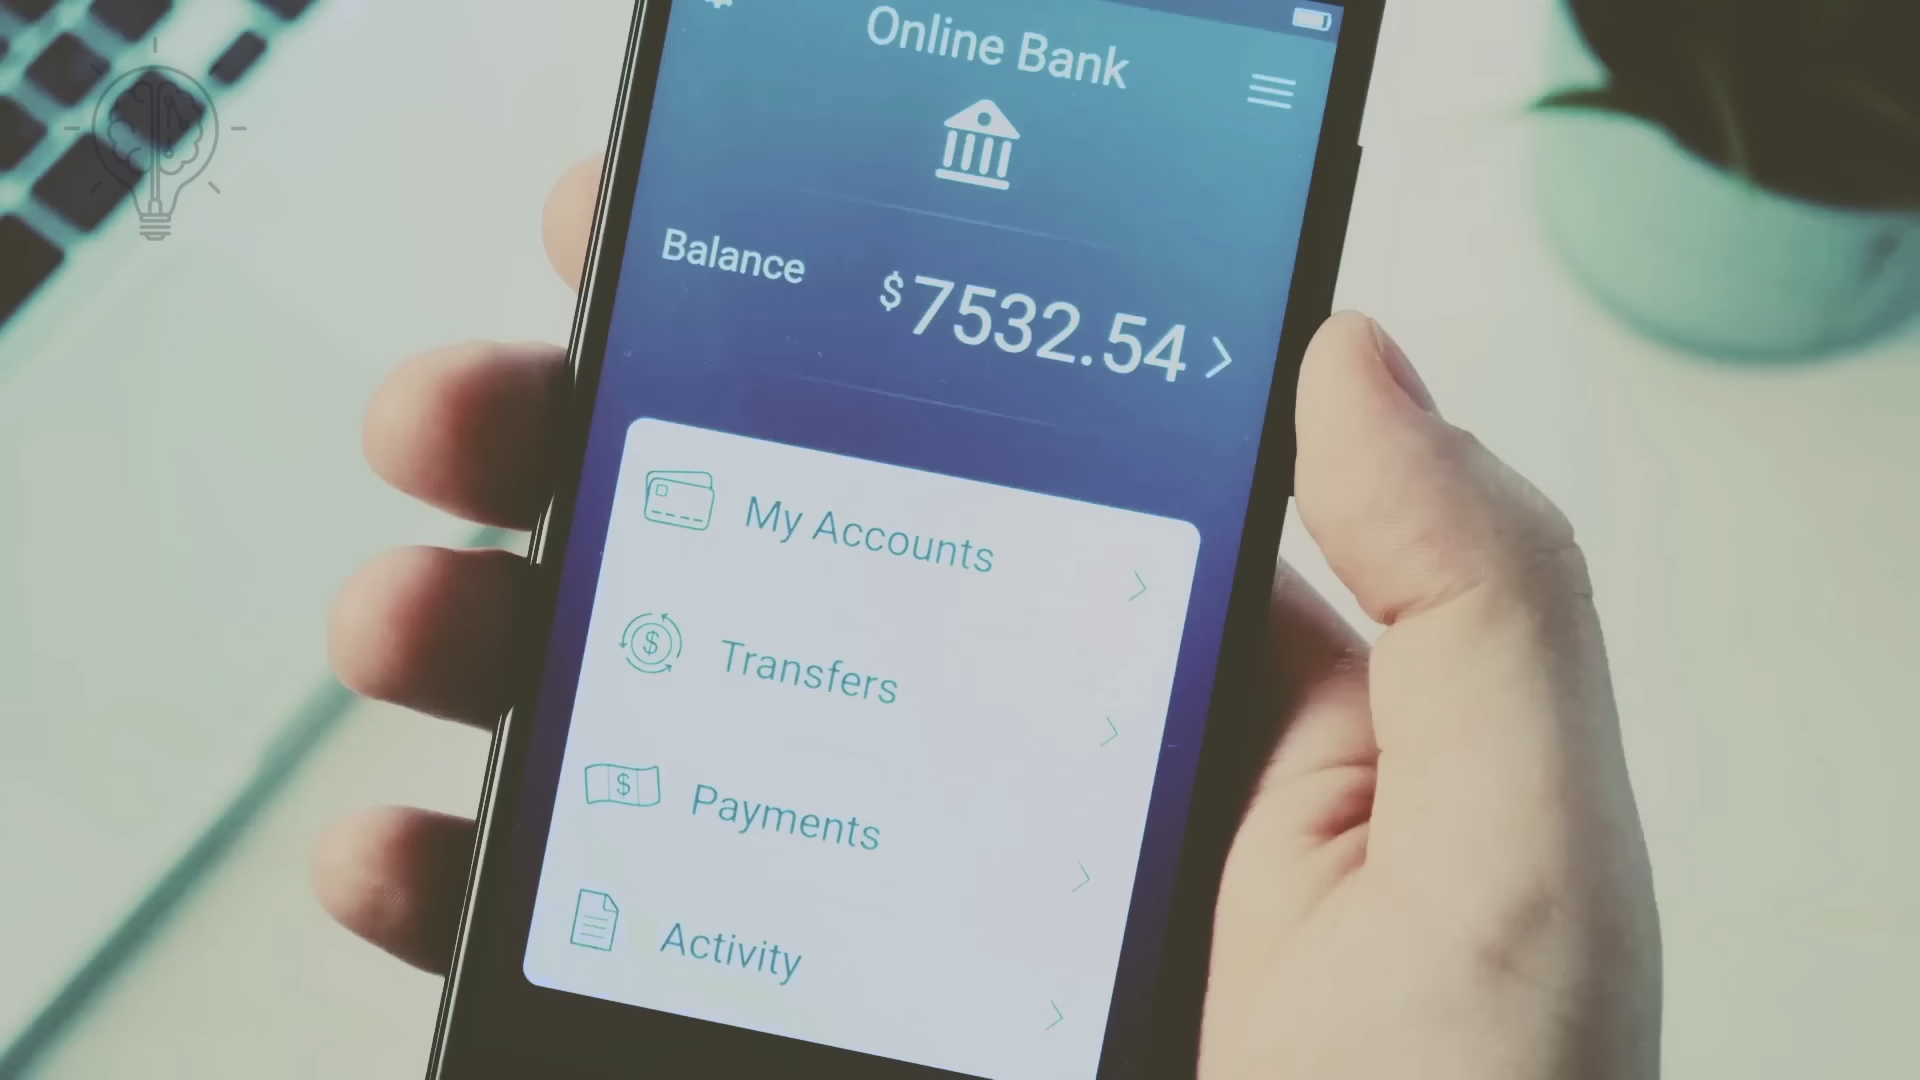 Online Bank
Balance $7532.54
My Accounts
Transfers
Payments
Activity